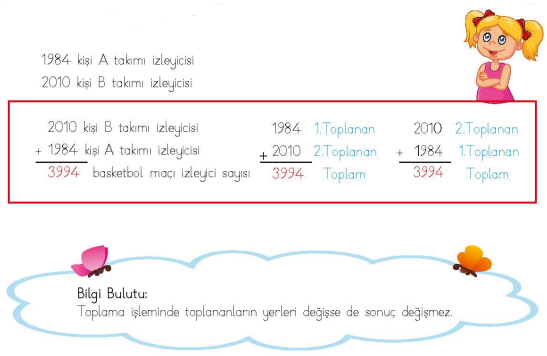 1984 kişi A takımı izleyicisi
2010 kişi B takımı izleyicisi
2010 kişi B takımı izleyicisi
+ 1984 kişi A takımı izleyicisi
3994 basketbol maçı izleyici sayısı
1984 1.Toplanan
+ 2010 2.Toplanan
3994 Toplam
2010 2.Toplanan
+ 1984 1.Toplanan
3994 Toplam
Bilgi Bulutu:
Toplama işleminde toplananların yerleri değişse de sonuç değişmez.